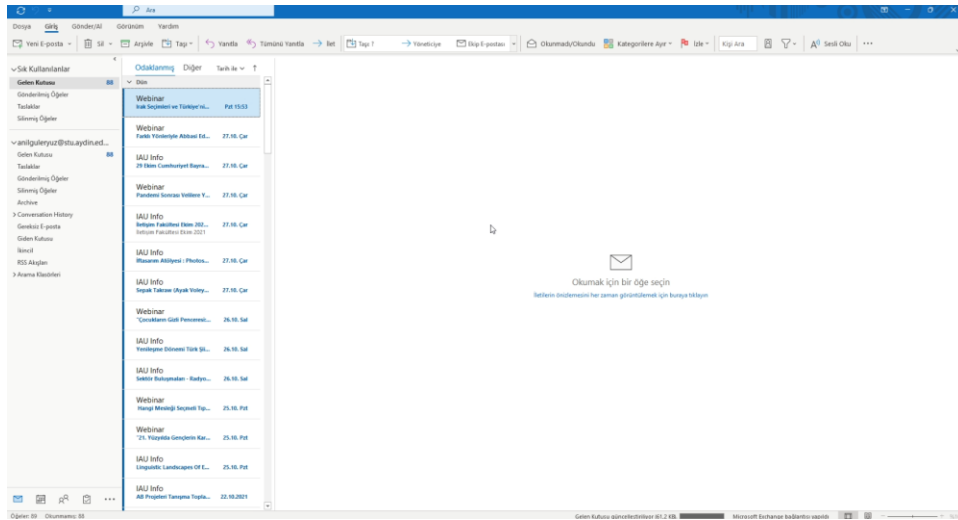 Ara
Dosya Giriş Gönder/Al Görünüm Yardım
Yeni E-posta Sil Arşivle Taşı Yanıtla Tümünü Yanıtla İlet Taşı: ? Yöneticiye Ekip E-postası Okunmadı/Okundu Kategorilere Ayır İzle Kişi Ara Sesli Oku
Sık Kullanılanlar
Gelen Kutusu 88
Gönderilmiş Öğeler
Taslaklar
Silinmiş Öğeler
anilguleryuz@stu.aydin.ed...
Gelen Kutusu 88
Taslaklar
Gönderilmiş Öğeler
Silinmiş Öğeler
Archive
Conversation History
Gereksiz E-posta
Giden Kutusu
İkincil
RSS Akışları
Arama Klasörleri
Odaklanmış Diğer Tarih ile
Dün
Webinar
Irak Seçimleri ve Türkiye'ni... Pzt 15:53
Webinar
Farklı Yönleriyle Abbasi Ed... 27.10. Çar
IAU Info
29 Ekim Cumhuriyet Bayra... 27.10. Çar
Webinar
Pandemi Sonrası Velilere Y... 27.10. Çar
IAU Info
İletişim Fakültesi Ekim 202... 27.10. Çar
İletişim Fakültesi Ekim 2021
IAU Info
İftasarım Atölyesi : Photos... 27.10. Çar
IAU Info
Sepak Takraw (Ayak Voley... 27.10. Çar
Webinar
"Çocukların Gizli Penceresi:... 26.10. Sal
IAU Info
Yenileşme Dönemi Türk Şii... 26.10. Sal
IAU Info
Sektör Buluşmaları - Radyo... 26.10. Sal
Webinar
Hangi Mesleği Seçmeli Tıp... 25.10. Pzt
Webinar
"21. Yüzyılda Gençlerin Kar... 25.10. Pzt
IAU Info
Linguistic Landscapes Of E... 25.10. Pzt
IAU Info
AB Projeleri Tanışma Topla... 22.10.2021
Okumak için bir öğe seçin
İletilerin önizlemesini her zaman görüntülemek için buraya tıklayın
Öğeler: 89 Okunmamış: 88
Gelen Kutusu güncelleştiriliyor (61,2 KB) Microsoft Exchange bağlantısı yapıldı